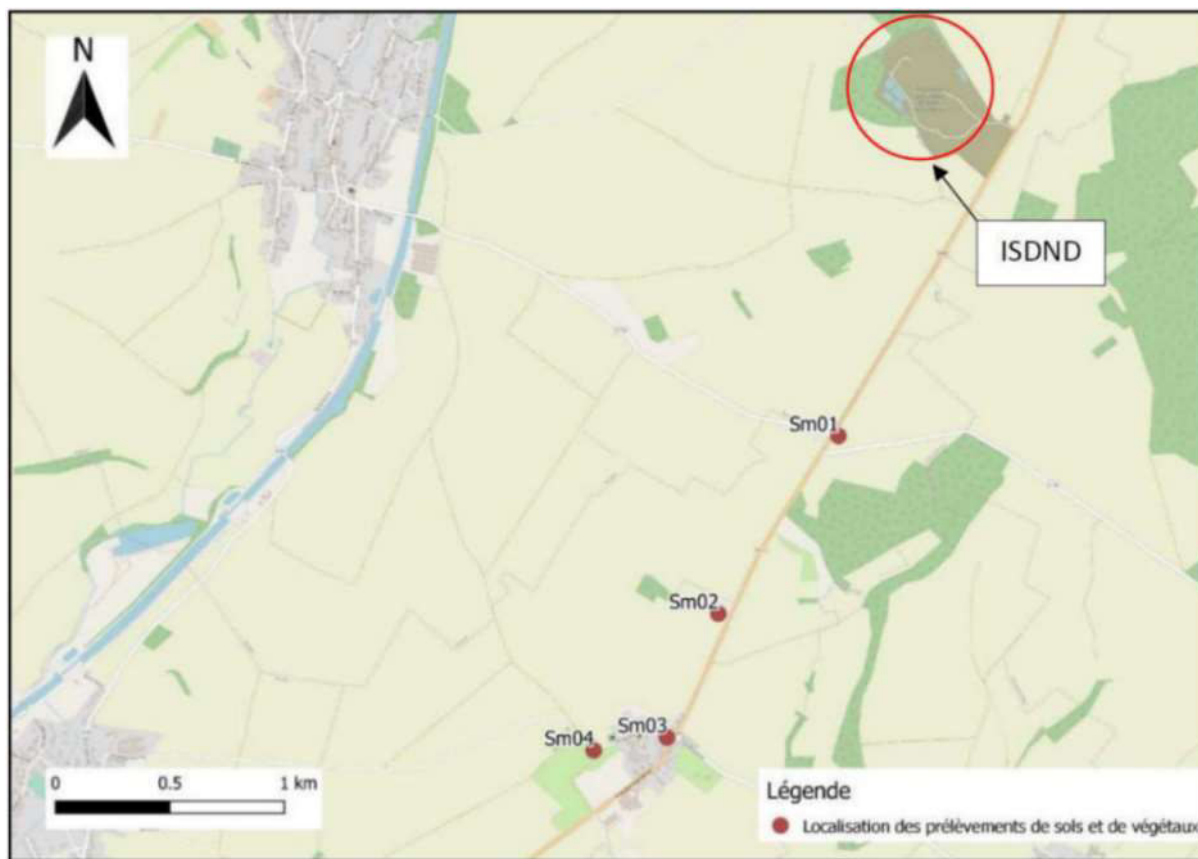 N
ISDND
Sm01
Sm02
Sm03
Sm04
0 0.5 1 km
Légende
Localisation des prélèvements de sols et de végétaux